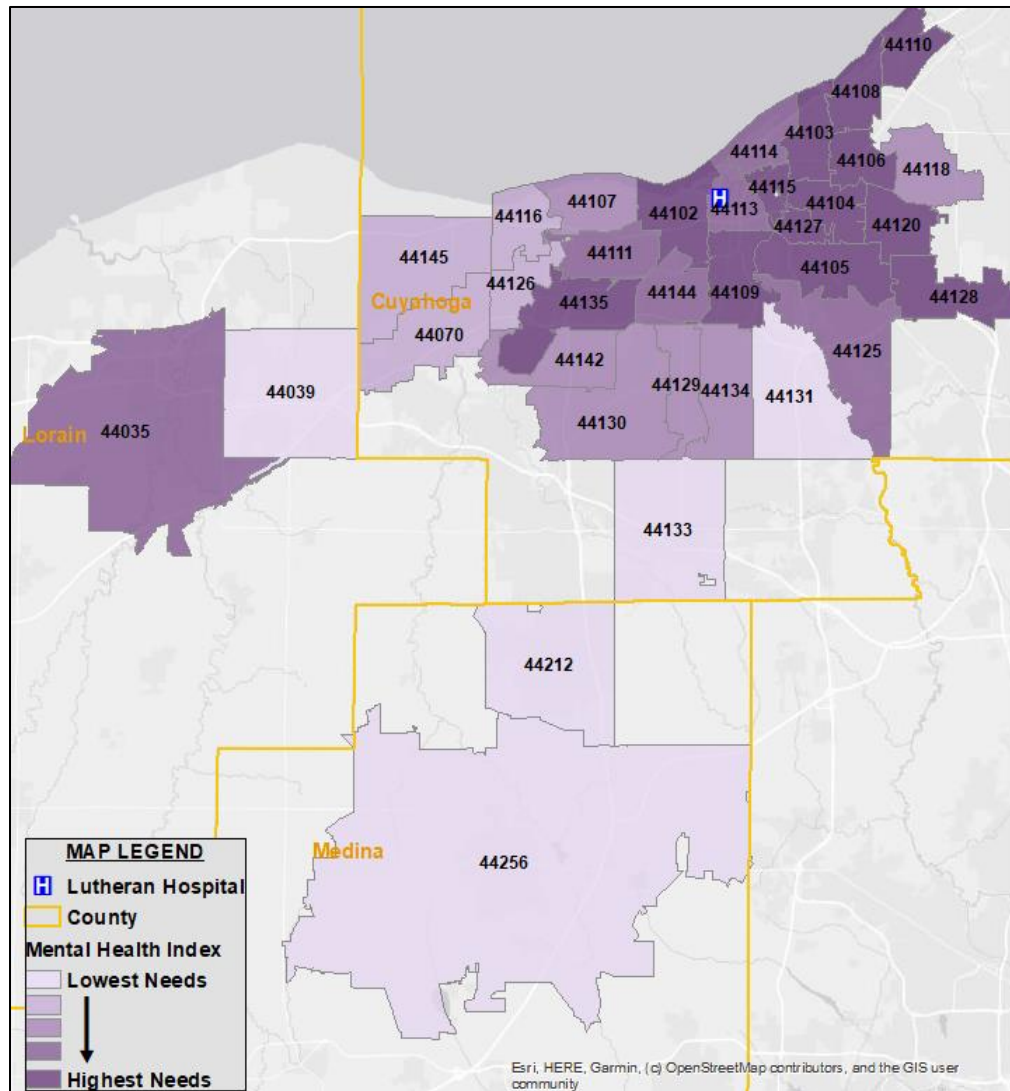 44110
44108
44103
44114
44106
44118
44115
44107
44116
44102
H
44113
44104
44120
44127
44111
44145
44105
44126
44128
44135
44144
44109
Cuyahoga
44070
44125
44142
44039
44129
44134
44131
44130
44035
Lorain
44133
44212
Medina
44256
MAP LEGEND
H Lutheran Hospital
County
Mental Health Index
Lowest Needs
Highest Needs
Esri, HERE, Garmin, (c) OpenStreetMap contributors, and the GIS user
community